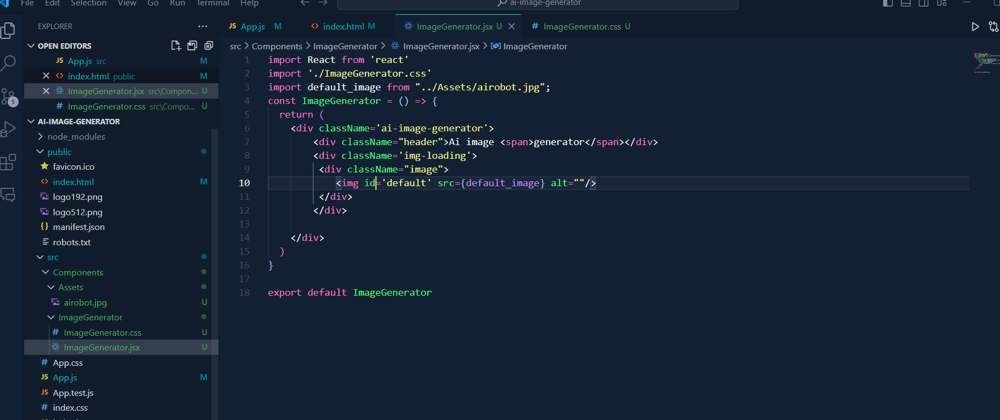 File Edit Selection View Go Run Terminal Help
ai-image-generator
EXPLORER
OPEN EDITORS
JS App.js src M
<> index.html public M
ImageGenerator.jsx src\Compon... U
# ImageGenerator.css src\Compo... U
AI-IMAGE-GENERATOR
node_modules
public
favicon.ico
<> index.html M
logo192.png
logo512.png
{} manifest.json
robots.txt
src
Components
Assets
airobot.jpg U
ImageGenerator
# ImageGenerator.css U
ImageGenerator.jsx U
# App.css
JS App.js M
JS App.test.js
# index.css
5
JS App.js M
<> index.html M
ImageGenerator.jsx U
# ImageGenerator.css U
src > Components > ImageGenerator > ImageGenerator.jsx > ImageGenerator
1 import React from 'react'
2 import './ImageGenerator.css'
3 import default_image from "../Assets/airobot.jpg";
4 const ImageGenerator = () => {
5 return (
6 <div className='ai-image-generator'>
7 <div className="header">Ai image <span>generator</span></div>
8 <div className='img-loading'>
9 <div className="image">
10 <img id='default' src={default_image} alt=""/>
11 </div>
12 </div>
13
14 </div>
15 )
16 }
17
18 export default ImageGenerator